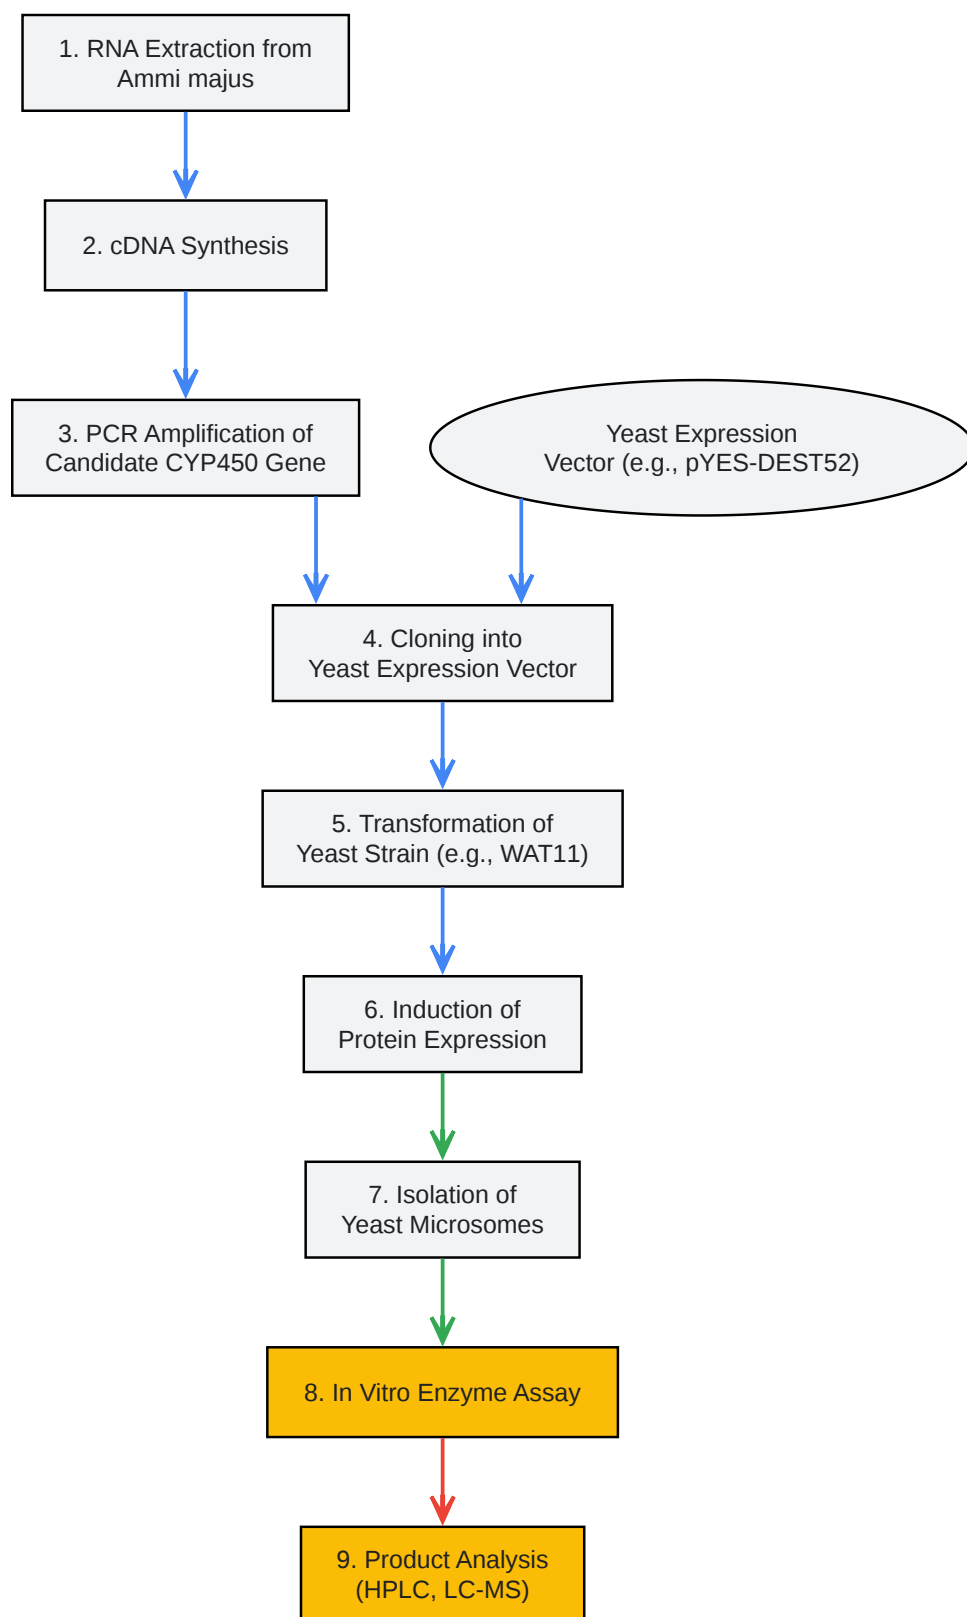 1. RNA Extraction from
Ammi majus
2. cDNA Synthesis
3. PCR Amplification of
Candidate CYP450 Gene
Yeast Expression
Vector (e.g., pYES-DEST52)
4. Cloning into
Yeast Expression Vector
5. Transformation of
Yeast Strain (e.g., WAT11)
6. Induction of
Protein Expression
7. Isolation of
Yeast Microsomes
8. In Vitro Enzyme Assay
9. Product Analysis
(HPLC, LC-MS)